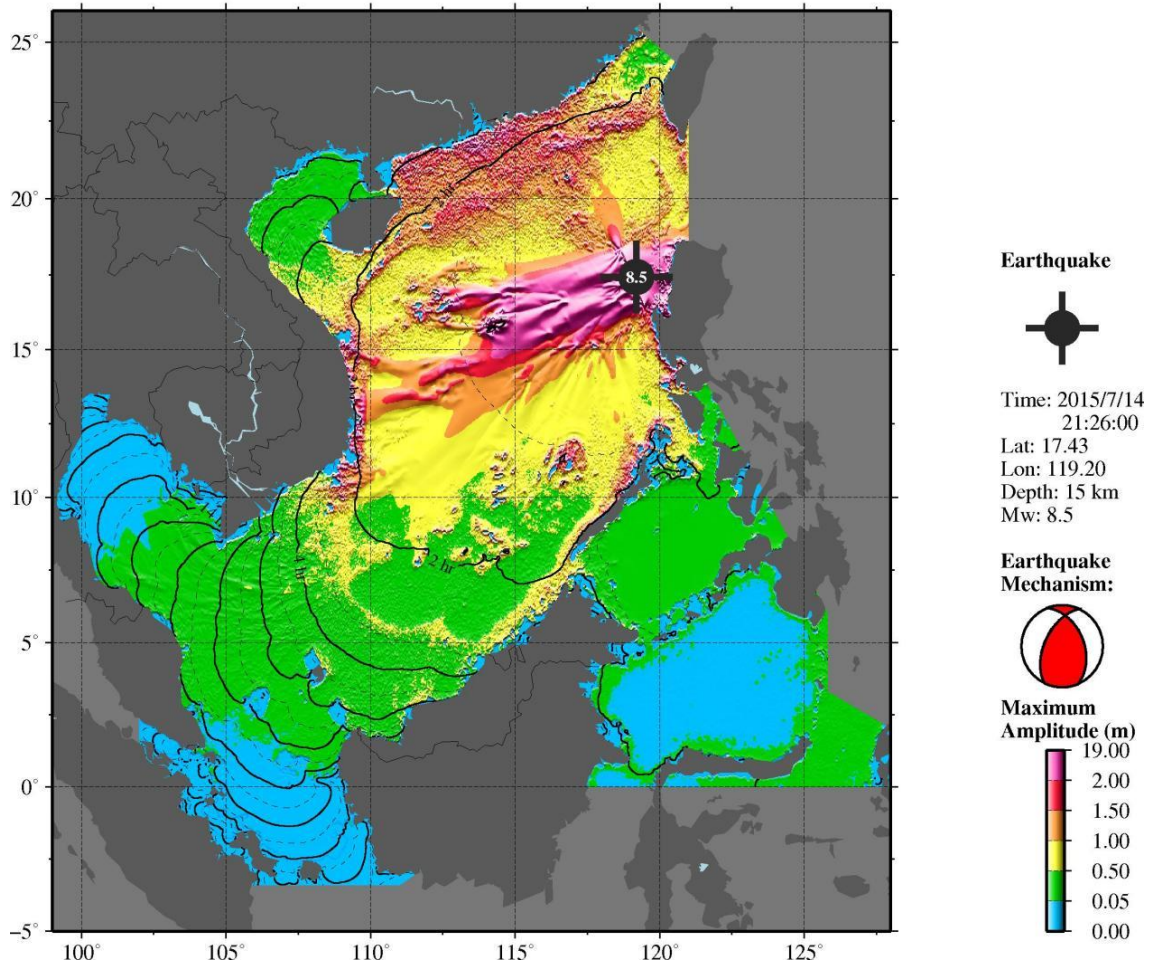 25°
20°
15°
10°
5°
0°
−5°
100°
105°
110°
115°
120°
125°
8.5
2 hr
Earthquake
Time: 2015/7/14
21:26:00
Lat: 17.43
Lon: 119.20
Depth: 15 km
Mw: 8.5
Earthquake
Mechanism:
Maximum
Amplitude (m)
19.00
2.00
1.50
1.00
0.50
0.05
0.00